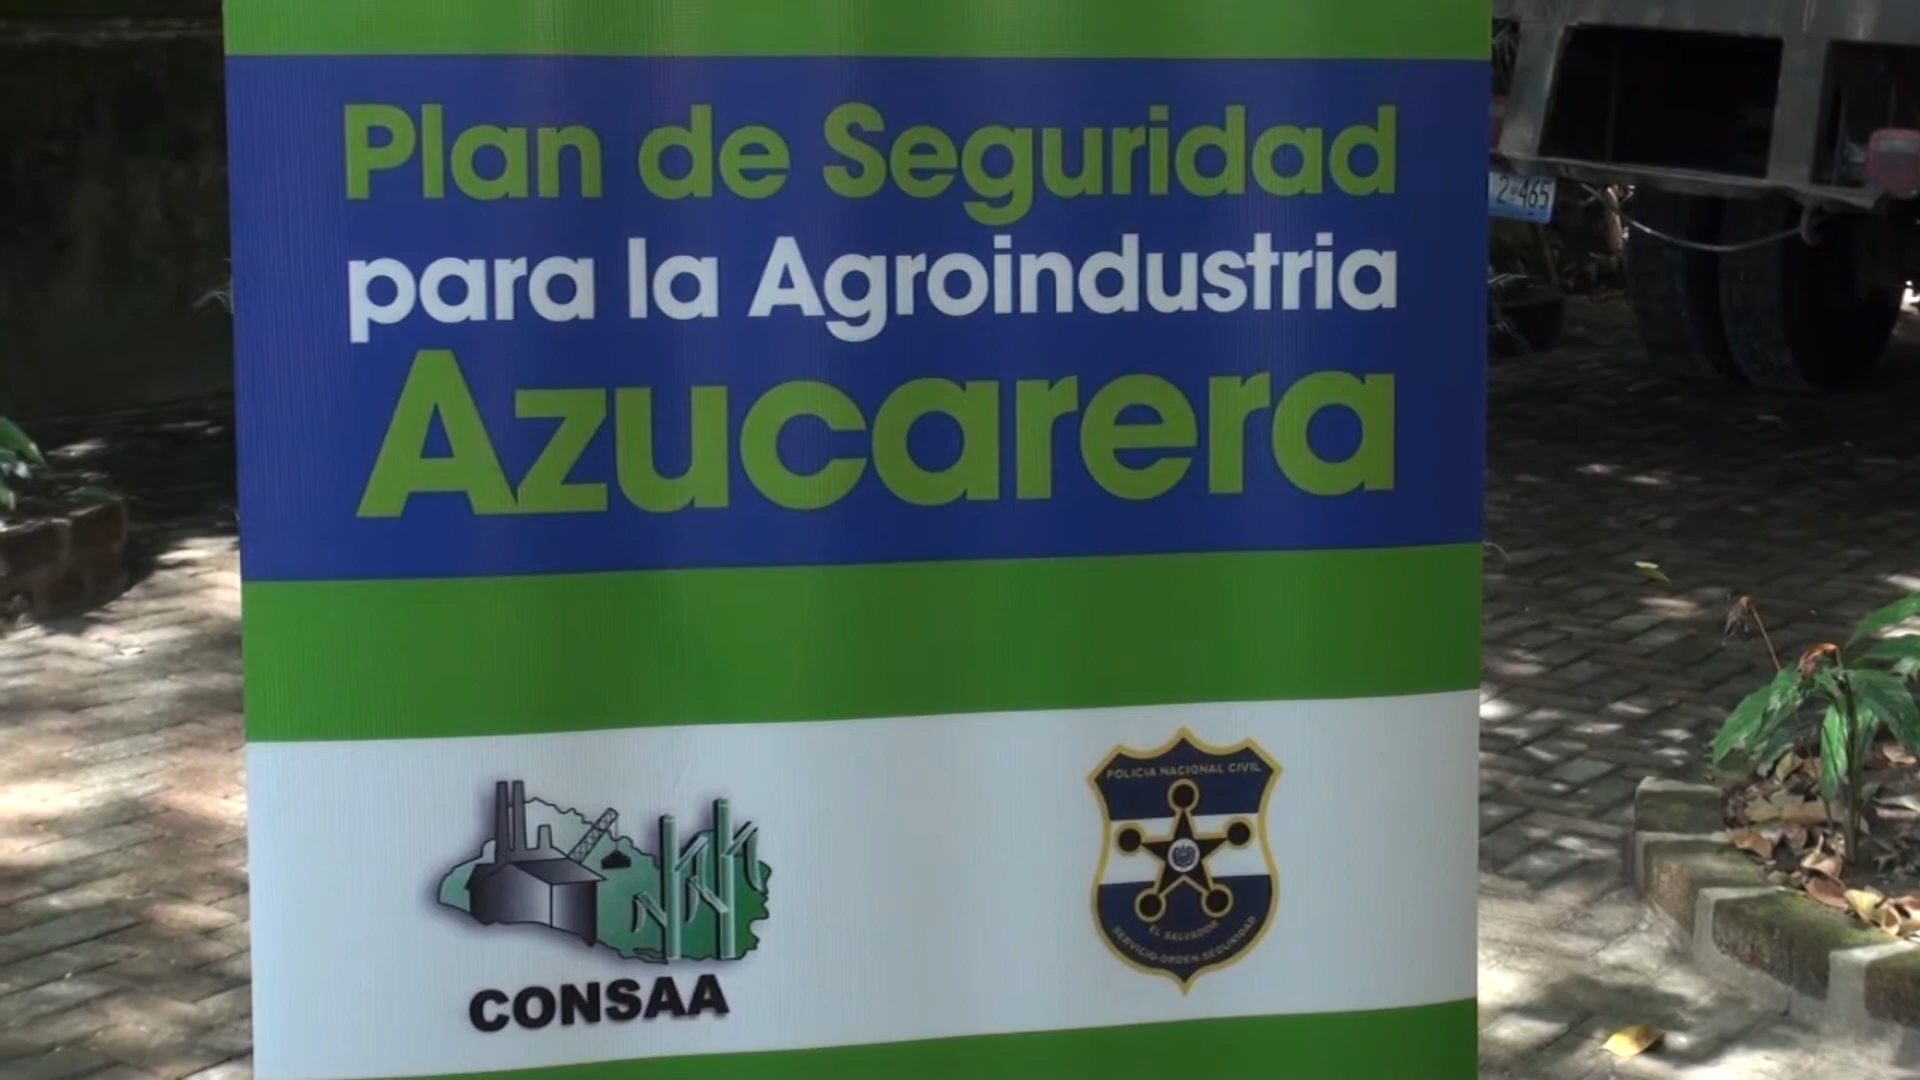 Plan de Seguridad
para la Agroindustria
Azucarera
2-465
POLICIA NACIONAL CIVIL
EL SALVADOR
SERVICIO-ORDEN-SEGURIDAD
CONSAA